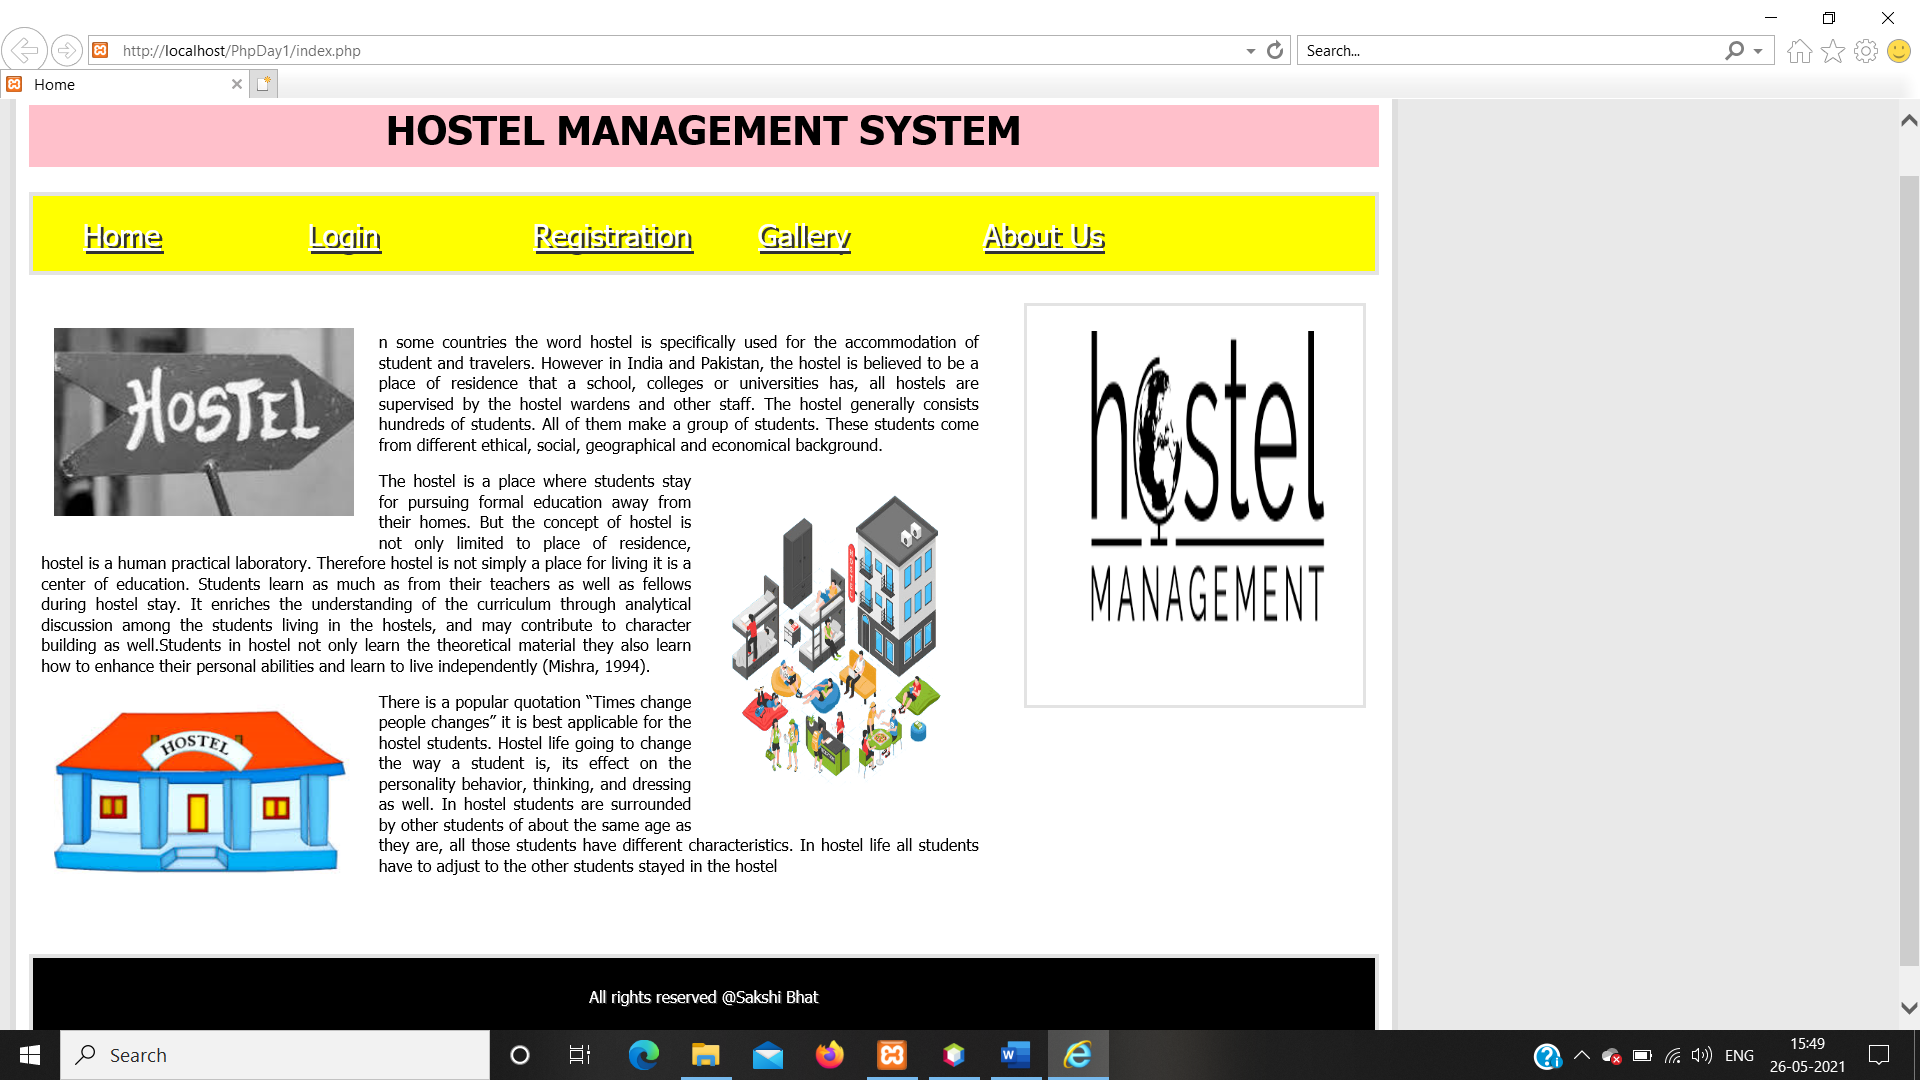 http://localhost/PhpDay1/index.php
Search...
Home
HOSTEL MANAGEMENT SYSTEM
Home
Login
Registration
Gallery
About Us
HOSTEL
n some countries the word hostel is specifically used for the accommodation of
student and travelers. However in India and Pakistan, the hostel is believed to be a
place of residence that a school, colleges or universities has, all hostels are
supervised by the hostel wardens and other staff. The hostel generally consists
hundreds of students. All of them make a group of students. These students come
from different ethical, social, geographical and economical background.
The hostel is a place where students stay
for pursuing formal education away from
their homes. But the concept of hostel is
not only limited to place of residence,
hostel is a human practical laboratory. Therefore hostel is not simply a place for living it is a
center of education. Students learn as much as from their teachers as well as fellows
during hostel stay. It enriches the understanding of the curriculum through analytical
discussion among the students living in the hostels, and may contribute to character
building as well.Students in hostel not only learn the theoretical material they also learn
how to enhance their personal abilities and learn to live independently (Mishra, 1994).
HOSTEL
HOSTEL
There is a popular quotation “Times change
people changes” it is best applicable for the
hostel students. Hostel life going to change
the way a student is, its effect on the
personality behavior, thinking, and dressing
as well. In hostel students are surrounded
by other students of about the same age as
they are, all those students have different characteristics. In hostel life all students
have to adjust to the other students stayed in the hostel
hostel
MANAGEMENT
All rights reserved @Sakshi Bhat
Search
ENG
15:49
26-05-2021